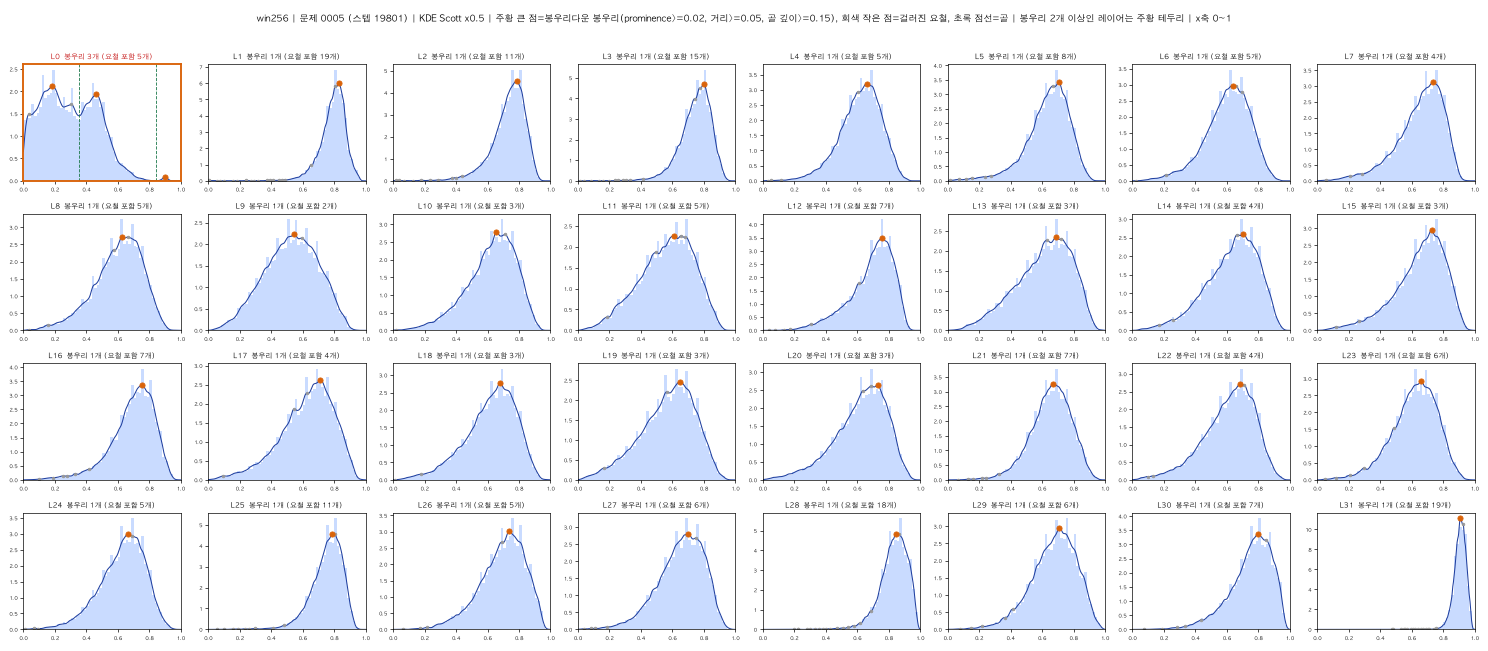 win256 | 문제 0005 (스텝 19801) | KDE Scott x0.5 | 주황 큰 점=봉우리다운 봉우리(prominence>=0.02, 거리>=0.05, 골 깊이>=0.15), 회색 작은 점=걸러진 요철, 초록 점선=골 | 봉우리 2개 이상인 레이어는 주황 테두리 | x축 0~1
L0 봉우리 3개 (요철 포함 5개)
L1 봉우리 1개 (요철 포함 19개)
L2 봉우리 1개 (요철 포함 11개)
L3 봉우리 1개 (요철 포함 15개)
L4 봉우리 1개 (요철 포함 5개)
L5 봉우리 1개 (요철 포함 8개)
L6 봉우리 1개 (요철 포함 5개)
L7 봉우리 1개 (요철 포함 4개)
L8 봉우리 1개 (요철 포함 5개)
L9 봉우리 1개 (요철 포함 2개)
L10 봉우리 1개 (요철 포함 3개)
L11 봉우리 1개 (요철 포함 5개)
L12 봉우리 1개 (요철 포함 7개)
L13 봉우리 1개 (요철 포함 3개)
L14 봉우리 1개 (요철 포함 4개)
L15 봉우리 1개 (요철 포함 3개)
L16 봉우리 1개 (요철 포함 7개)
L17 봉우리 1개 (요철 포함 4개)
L18 봉우리 1개 (요철 포함 3개)
L19 봉우리 1개 (요철 포함 3개)
L20 봉우리 1개 (요철 포함 3개)
L21 봉우리 1개 (요철 포함 7개)
L22 봉우리 1개 (요철 포함 4개)
L23 봉우리 1개 (요철 포함 6개)
L24 봉우리 1개 (요철 포함 5개)
L25 봉우리 1개 (요철 포함 11개)
L26 봉우리 1개 (요철 포함 5개)
L27 봉우리 1개 (요철 포함 6개)
L28 봉우리 1개 (요철 포함 18개)
L29 봉우리 1개 (요철 포함 6개)
L30 봉우리 1개 (요철 포함 7개)
L31 봉우리 1개 (요철 포함 19개)